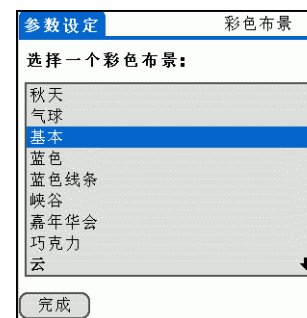 参数设定 彩色布景
选择一个彩色布景:
秋天
气球
基本
蓝色
蓝色线条
峡谷
嘉年华会
巧克力
云
完成